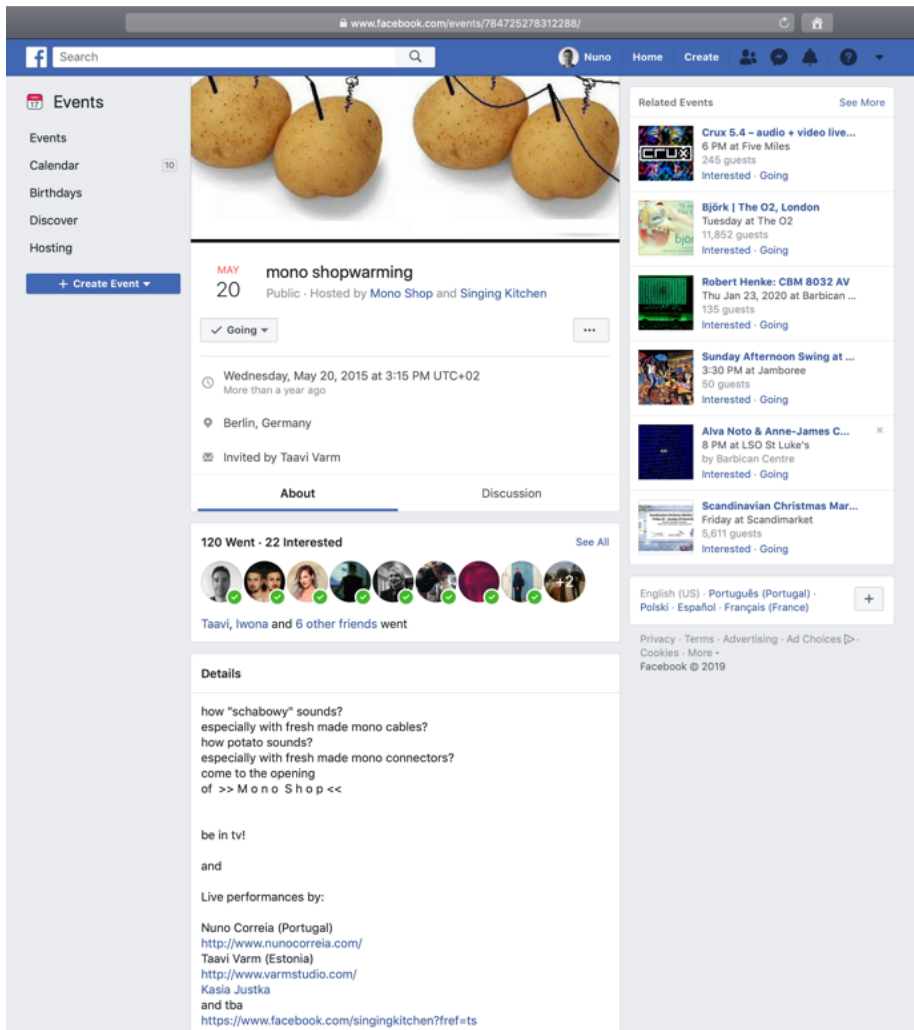 www.facebook.com/events/784725278312288/
f
Search
Nuno
Home
Create
17
Events
Events
Calendar
10
Birthdays
Discover
Hosting
+ Create Event
MAY
20
mono shopwarming
Public · Hosted by Mono Shop and Singing Kitchen
Going
Wednesday, May 20, 2015 at 3:15 PM UTC+02
More than a year ago
Berlin, Germany
Invited by Taavi Varm
About
Discussion
120 Went · 22 Interested
See All
+2
Taavi, Iwona and 6 other friends went
Details
how "schabowy" sounds?
especially with fresh made mono cables?
how potato sounds?
especially with fresh made mono connectors?
come to the opening
of >> M o n o S h o p <<
be in tv!
and
Live performances by:
Nuno Correia (Portugal)
http://www.nunocorreia.com/
Taavi Varm (Estonia)
http://www.varmstudio.com/
Kasia Justka
and tba
https://www.facebook.com/singingkitchen?fref=ts
Related Events
See More
CRUX
Crux 5.4 – audio + video live...
6 PM at Five Miles
245 guests
Interested · Going
björ
Björk | The O2, London
Tuesday at The O2
11,852 guests
Interested · Going
Robert Henke: CBM 8032 AV
Thu Jan 23, 2020 at Barbican ...
135 guests
Interested · Going
Sunday Afternoon Swing at ...
3:30 PM at Jamboree
50 guests
Interested · Going
Alva Noto & Anne-James C...
8 PM at LSO St Luke's
by Barbican Centre
Interested · Going
Scandinavian Christmas Mar...
Friday at Scandimarket
5,611 guests
Interested · Going
English (US) · Português (Portugal) ·
Polski · Español · Français (France)
+
Privacy · Terms · Advertising · Ad Choices ·
Cookies · More
Facebook © 2019